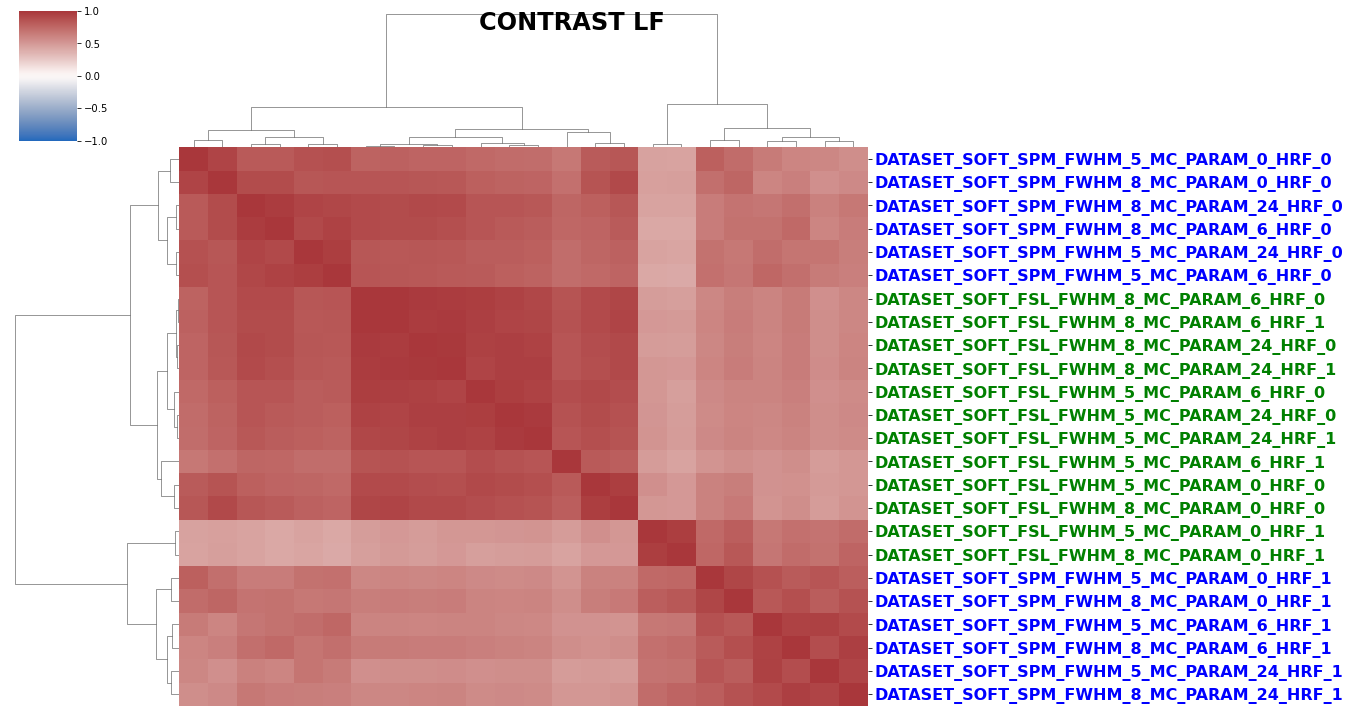 CONTRAST LF
1.0
0.5
0.0
−0.5
−1.0
DATASET_SOFT_SPM_FWHM_5_MC_PARAM_0_HRF_0
DATASET_SOFT_SPM_FWHM_8_MC_PARAM_0_HRF_0
DATASET_SOFT_SPM_FWHM_8_MC_PARAM_24_HRF_0
DATASET_SOFT_SPM_FWHM_8_MC_PARAM_6_HRF_0
DATASET_SOFT_SPM_FWHM_5_MC_PARAM_24_HRF_0
DATASET_SOFT_SPM_FWHM_5_MC_PARAM_6_HRF_0
DATASET_SOFT_FSL_FWHM_8_MC_PARAM_6_HRF_0
DATASET_SOFT_FSL_FWHM_8_MC_PARAM_6_HRF_1
DATASET_SOFT_FSL_FWHM_8_MC_PARAM_24_HRF_0
DATASET_SOFT_FSL_FWHM_8_MC_PARAM_24_HRF_1
DATASET_SOFT_FSL_FWHM_5_MC_PARAM_6_HRF_0
DATASET_SOFT_FSL_FWHM_5_MC_PARAM_24_HRF_0
DATASET_SOFT_FSL_FWHM_5_MC_PARAM_24_HRF_1
DATASET_SOFT_FSL_FWHM_5_MC_PARAM_6_HRF_1
DATASET_SOFT_FSL_FWHM_5_MC_PARAM_0_HRF_0
DATASET_SOFT_FSL_FWHM_8_MC_PARAM_0_HRF_0
DATASET_SOFT_FSL_FWHM_5_MC_PARAM_0_HRF_1
DATASET_SOFT_FSL_FWHM_8_MC_PARAM_0_HRF_1
DATASET_SOFT_SPM_FWHM_5_MC_PARAM_0_HRF_1
DATASET_SOFT_SPM_FWHM_8_MC_PARAM_0_HRF_1
DATASET_SOFT_SPM_FWHM_5_MC_PARAM_6_HRF_1
DATASET_SOFT_SPM_FWHM_8_MC_PARAM_6_HRF_1
DATASET_SOFT_SPM_FWHM_5_MC_PARAM_24_HRF_1
DATASET_SOFT_SPM_FWHM_8_MC_PARAM_24_HRF_1